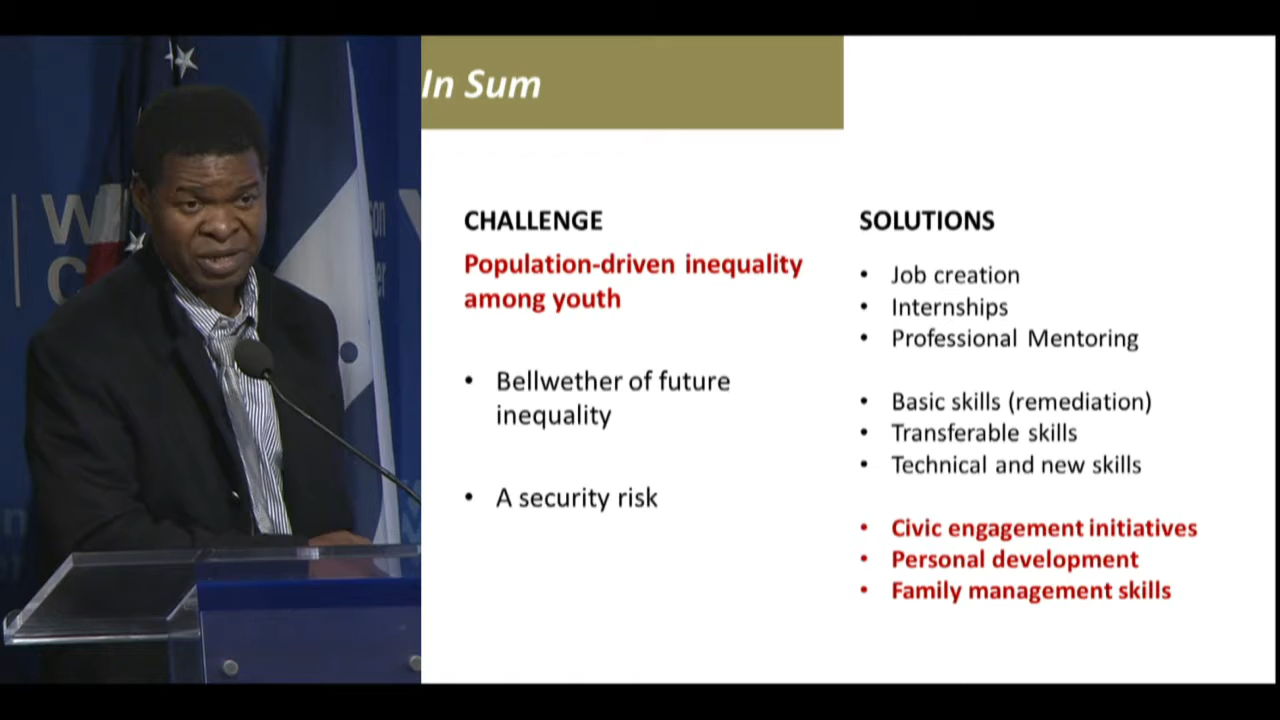 In Sum
CHALLENGE
Population-driven inequality
among youth
• Bellwether of future
inequality
• A security risk
SOLUTIONS
• Job creation
• Internships
• Professional Mentoring
• Basic skills (remediation)
• Transferable skills
• Technical and new skills
• Civic engagement initiatives
• Personal development
• Family management skills